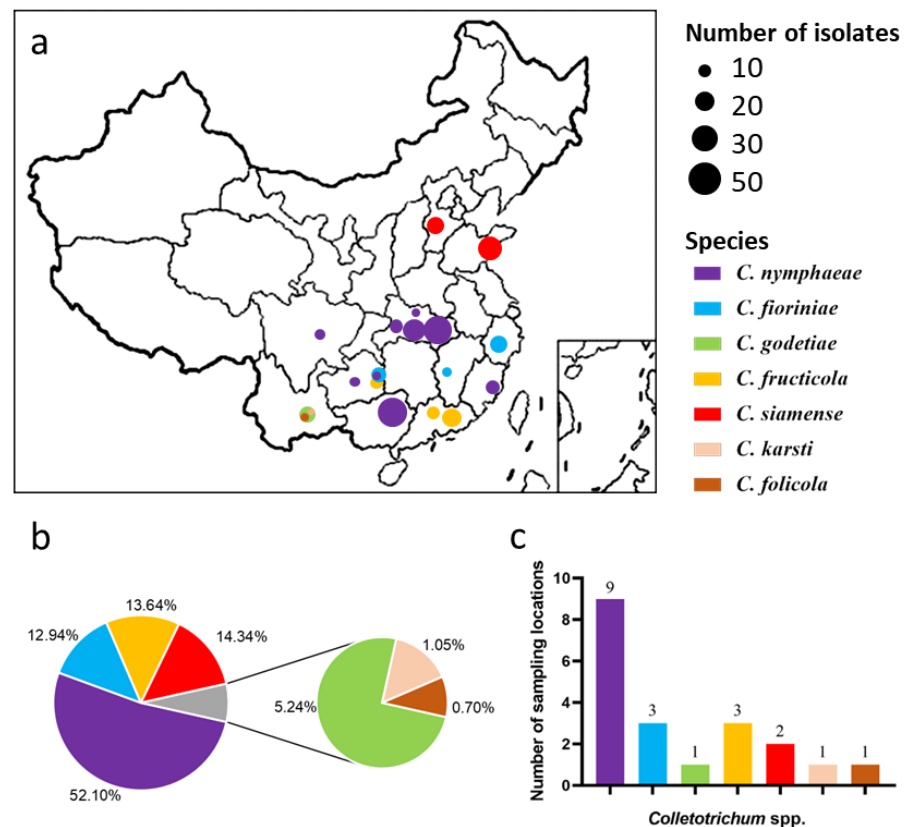 a
Number of isolates
10
20
30
50
Species
C. nymphaeae
C. fioriniae
C. godetiae
C. fructicola
C. siamense
C. karsti
C. folicola
b
13.64%
12.94%
14.34%
1.05%
5.24%
0.70%
52.10%
c
Number of sampling locations
10
8
6
4
2
0
9
3
1
3
2
1
1
Colletotrichum spp.